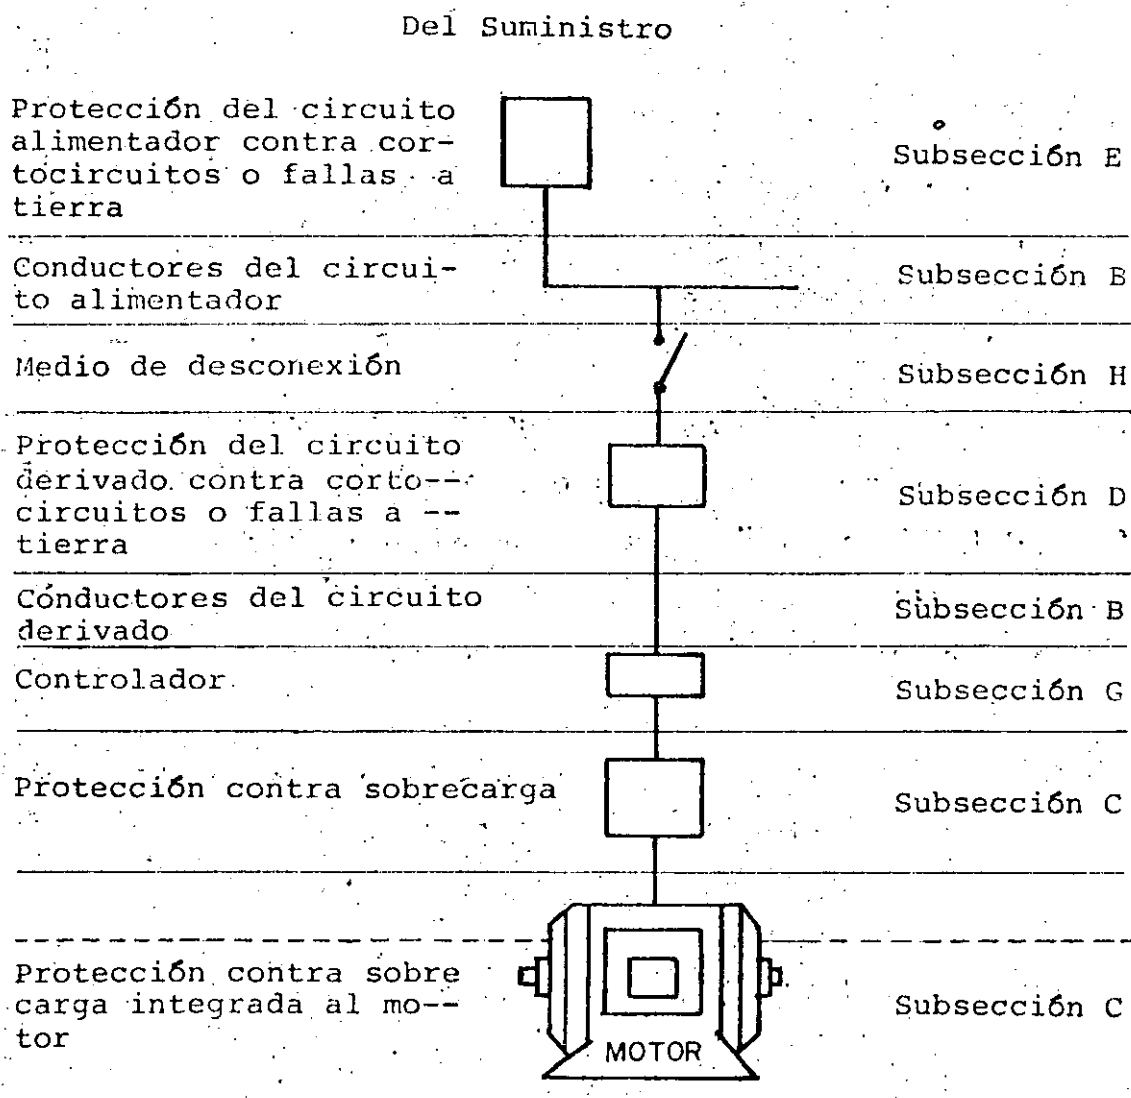 Del Suministro
Protección del circuito
alimentador contra cor-
tocircuitos o fallas a
tierra
Subsección E
Conductores del circui-
to alimentador
Subsección B
Medio de desconexión
Subsección H
Protección del circuito
derivado contra corto--
circuitos o fallas a --
tierra
Subsección D
Conductores del circuito
derivado
Subsección B
Controlador
Subsección G
Protección contra sobrecarga
Subsección C
Protección contra sobre
carga integrada al mo--
tor
Subsección C
MOTOR